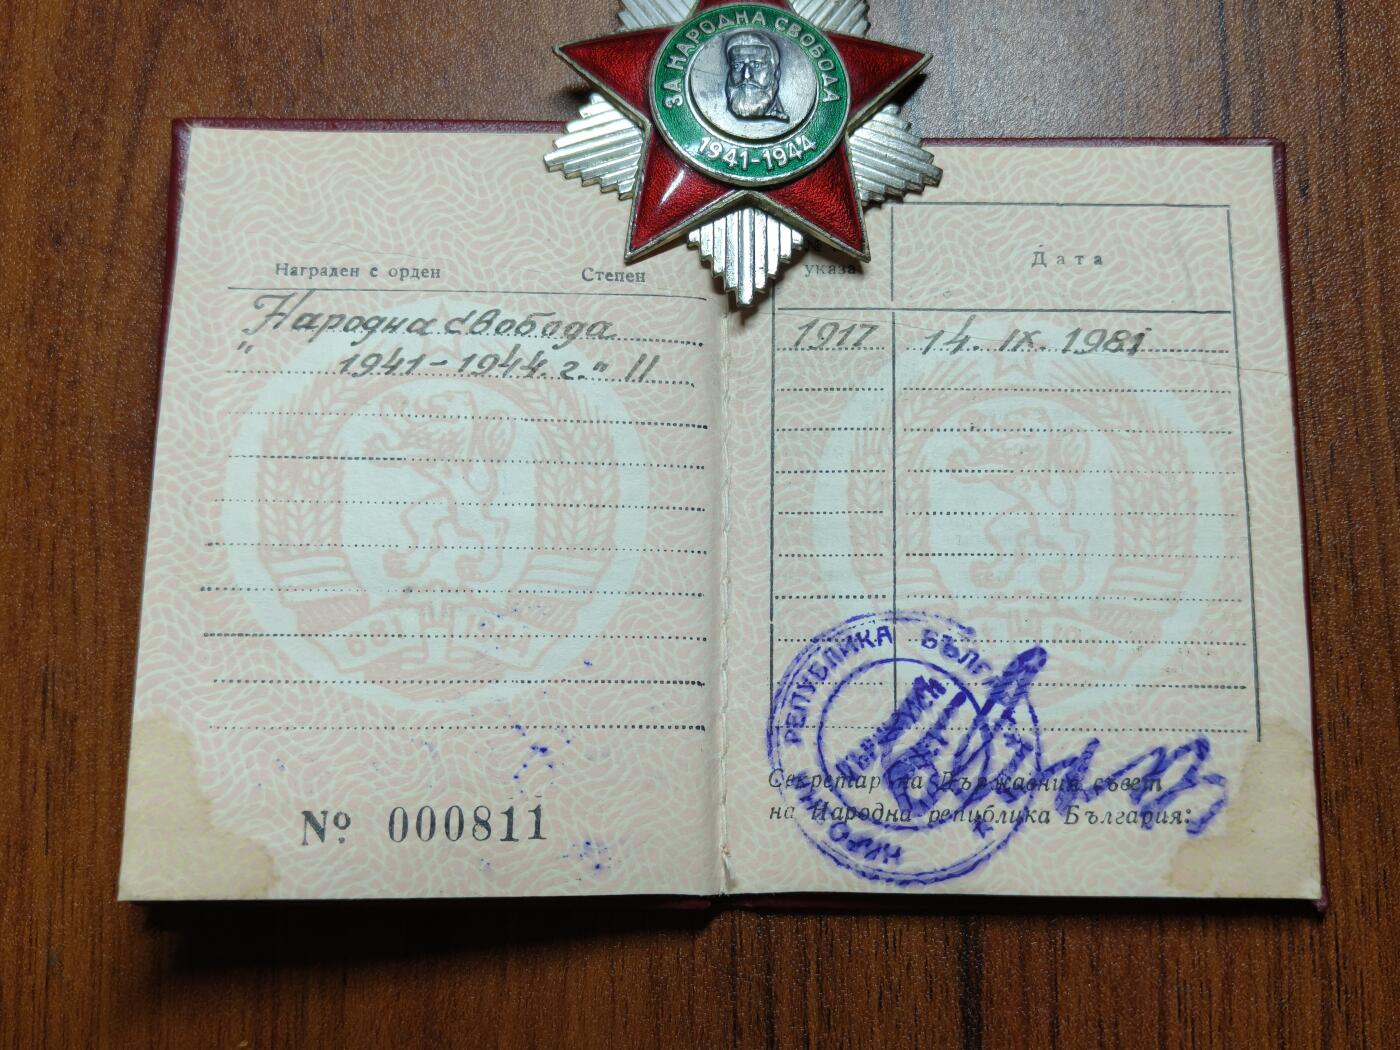 ЗА НАРОДНА СВОБОДА
1941-1944
Награден с орден Степен
Народна свобода
" 1941-1944 г." II
№ 000811
указа Дата
1917 14. IX. 1981
РЕПУБЛИКА
Секретар на Държавния съвет
на Народна република България: